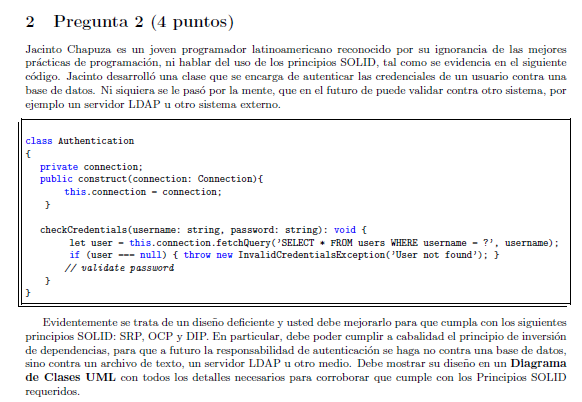 2 Pregunta 2 (4 puntos)
Jacinto Chapuza es un joven programador latinoamericano reconocido por su ignorancia de las mejores
prácticas de programación, ni hablar del uso de los principios SOLID, tal como se evidencia en el siguiente
código. Jacinto desarrolló una clase que se encarga de autenticar las credenciales de un usuario contra una
base de datos. Ni siquiera se le pasó por la mente, que en el futuro de puede validar contra otro sistema, por
ejemplo un servidor LDAP u otro sistema externo.
class Authentication
{
private connection;
public construct(connection: Connection){
this.connection = connection;
}
checkCredentials(username: string, password: string): void {
let user = this.connection.fetchQuery('SELECT * FROM users WHERE username = ?', username);
if (user === null) { throw new InvalidCredentialsException('User not found'); }
// validate password
}
}
Evidentemente se trata de un diseño deficiente y usted debe mejorarlo para que cumpla con los siguientes
principios SOLID: SRP, OCP y DIP. En particular, debe poder cumplir a cabalidad el principio de inversión
de dependencias, para que a futuro la responsabilidad de autenticación se haga no contra una base de datos,
sino contra un archivo de texto, un servidor LDAP u otro medio. Debe mostrar su diseño en un Diagrama
de Clases UML con todos los detalles necesarios para corroborar que cumple con los Principios SOLID
requeridos.